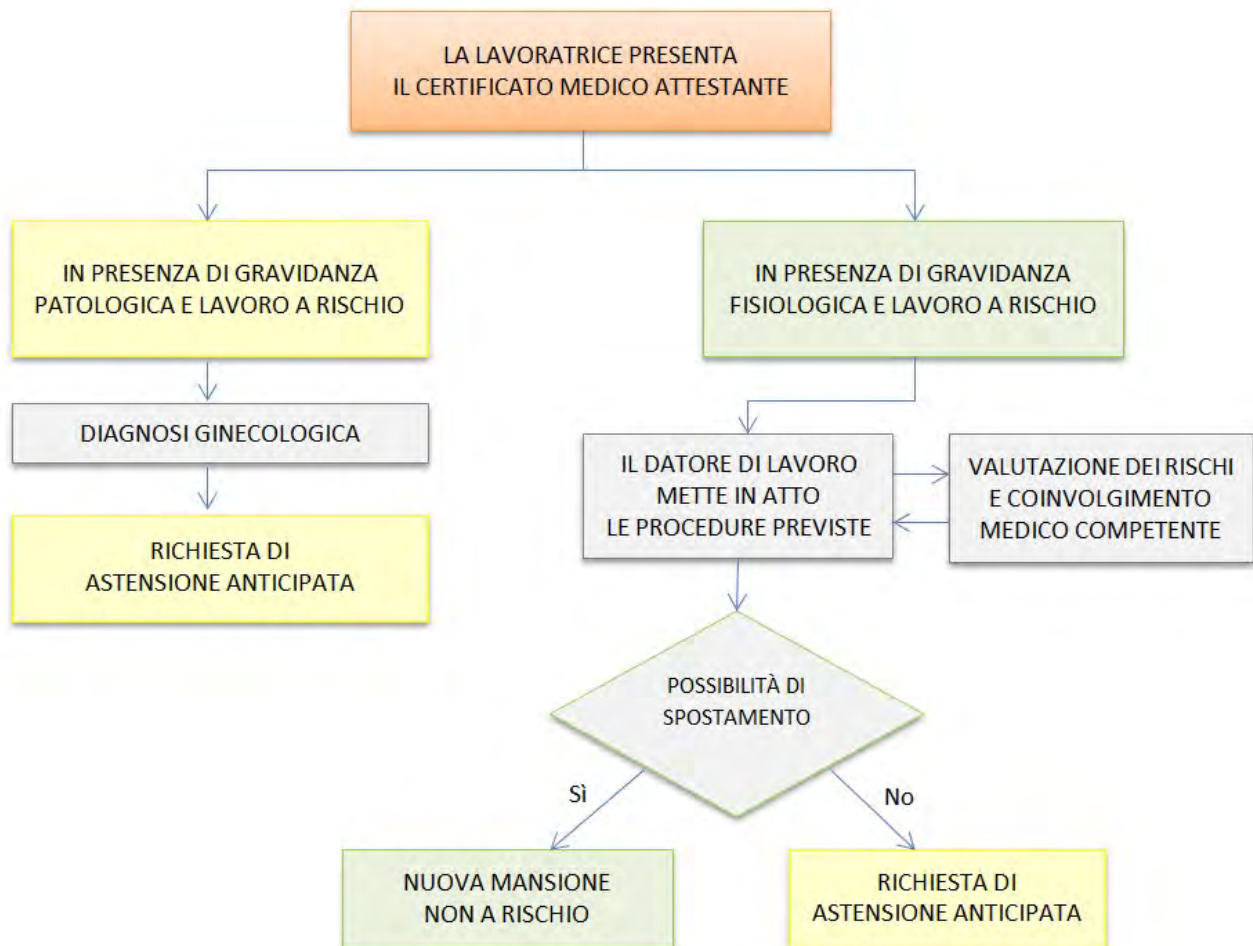 LA LAVORATRICE PRESENTA
IL CERTIFICATO MEDICO ATTESTANTE
IN PRESENZA DI GRAVIDANZA
PATOLOGICA E LAVORO A RISCHIO
IN PRESENZA DI GRAVIDANZA
FISIOLOGICA E LAVORO A RISCHIO
DIAGNOSI GINECOLOGICA
RICHIESTA DI
ASTENSIONE ANTICIPATA
IL DATORE DI LAVORO
METTE IN ATTO
LE PROCEDURE PREVISTE
VALUTAZIONE DEI RISCHI
E COINVOLGIMENTO
MEDICO COMPETENTE
POSSIBILITÀ DI
SPOSTAMENTO
Sì
No
NUOVA MANSIONE
NON A RISCHIO
RICHIESTA DI
ASTENSIONE ANTICIPATA